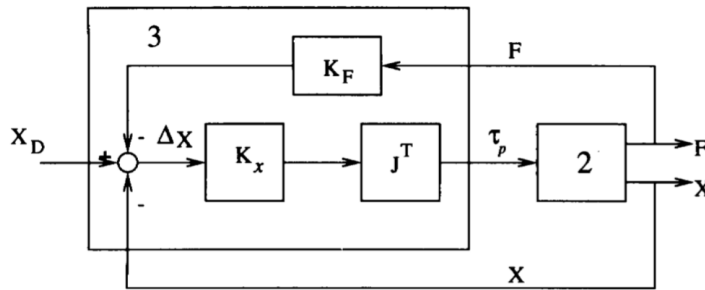 3
F
K_F
-
X_D
+
ΔX
K_x
J^T
τ_p
2
F
X
-
X